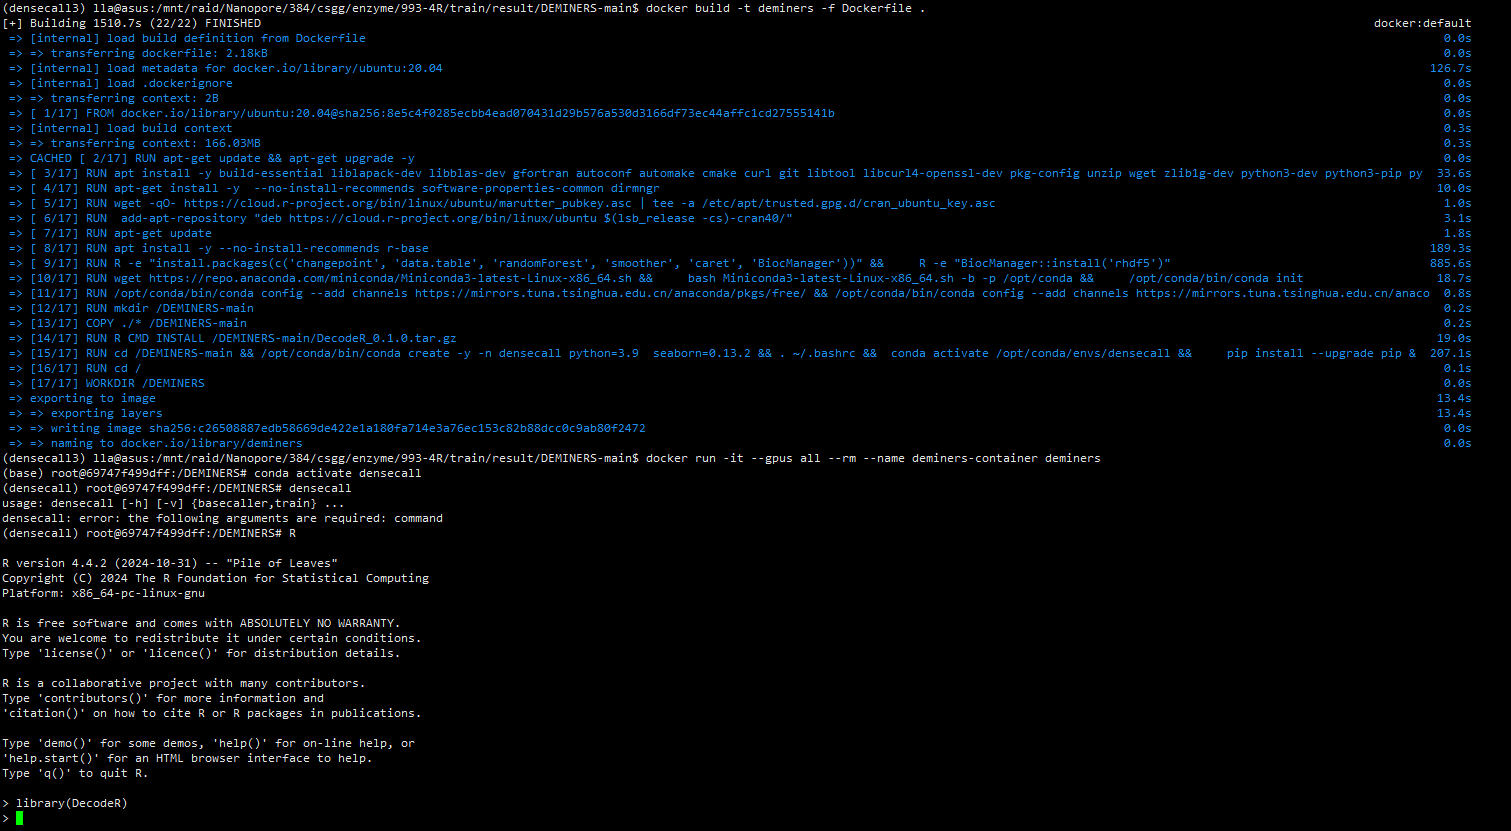 (densecall3) lla@asus:/mnt/raid/Nanopore/384/csgg/enzyme/993-4R/train/result/DEMINERS-main$ docker build -t deminers -f Dockerfile .
[+] Building 1510.7s (22/22) FINISHED docker:default
=> [internal] load build definition from Dockerfile 0.0s
=> => transferring dockerfile: 2.18kB 0.0s
=> [internal] load metadata for docker.io/library/ubuntu:20.04 126.7s
=> [internal] load .dockerignore 0.0s
=> => transferring context: 2B 0.0s
=> [ 1/17] FROM docker.io/library/ubuntu:20.04@sha256:8e5c4f0285ecbb4ead070431d29b576a530d3166df73ec44affc1cd27555141b 0.0s
=> [internal] load build context 0.3s
=> => transferring context: 166.03MB 0.3s
=> CACHED [ 2/17] RUN apt-get update && apt-get upgrade -y 0.0s
=> [ 3/17] RUN apt install -y build-essential liblapack-dev libblas-dev gfortran autoconf automake cmake curl git libtool libcurl4-openssl-dev pkg-config unzip wget zlib1g-dev python3-dev python3-pip py 33.6s
=> [ 4/17] RUN apt-get install -y  --no-install-recommends software-properties-common dirmngr 10.0s
=> [ 5/17] RUN wget -qO- https://cloud.r-project.org/bin/linux/ubuntu/marutter_pubkey.asc | tee -a /etc/apt/trusted.gpg.d/cran_ubuntu_key.asc 1.0s
=> [ 6/17] RUN  add-apt-repository "deb https://cloud.r-project.org/bin/linux/ubuntu $(lsb_release -cs)-cran40/" 3.1s
=> [ 7/17] RUN apt-get update 1.8s
=> [ 8/17] RUN apt install -y --no-install-recommends r-base 189.3s
=> [ 9/17] RUN R -e "install.packages(c('changepoint', 'data.table', 'randomForest', 'smoother', 'caret', 'BiocManager'))" &&     R -e "BiocManager::install('rhdf5')" 885.6s
=> [10/17] RUN wget https://repo.anaconda.com/miniconda/Miniconda3-latest-Linux-x86_64.sh &&     bash Miniconda3-latest-Linux-x86_64.sh -b -p /opt/conda &&     /opt/conda/bin/conda init 18.7s
=> [11/17] RUN /opt/conda/bin/conda config --add channels https://mirrors.tuna.tsinghua.edu.cn/anaconda/pkgs/free/ && /opt/conda/bin/conda config --add channels https://mirrors.tuna.tsinghua.edu.cn/anaco 0.8s
=> [12/17] RUN mkdir /DEMINERS-main 0.2s
=> [13/17] COPY ./* /DEMINERS-main 0.2s
=> [14/17] RUN R CMD INSTALL /DEMINERS-main/DecodeR_0.1.0.tar.gz 19.0s
=> [15/17] RUN cd /DEMINERS-main && /opt/conda/bin/conda create -y -n densecall python=3.9  seaborn=0.13.2 && . ~/.bashrc &&  conda activate /opt/conda/envs/densecall &&     pip install --upgrade pip & 207.1s
=> [16/17] RUN cd / 0.1s
=> [17/17] WORKDIR /DEMINERS 0.0s
=> exporting to image 13.4s
=> => exporting layers 13.4s
=> => writing image sha256:c26508887edb58669de422e1a180fa714e3a76ec153c82b88dcc0c9ab80f2472 0.0s
=> => naming to docker.io/library/deminers 0.0s
(densecall3) lla@asus:/mnt/raid/Nanopore/384/csgg/enzyme/993-4R/train/result/DEMINERS-main$ docker run -it --gpus all --rm --name deminers-container deminers
(base) root@69747f499dff:/DEMINERS# conda activate densecall
(densecall) root@69747f499dff:/DEMINERS# densecall
usage: densecall [-h] [-v] {basecaller,train} ...
densecall: error: the following arguments are required: command
(densecall) root@69747f499dff:/DEMINERS# R
R version 4.4.2 (2024-10-31) -- "Pile of Leaves"
Copyright (C) 2024 The R Foundation for Statistical Computing
Platform: x86_64-pc-linux-gnu
R is free software and comes with ABSOLUTELY NO WARRANTY.
You are welcome to redistribute it under certain conditions.
Type 'license()' or 'licence()' for distribution details.
R is a collaborative project with many contributors.
Type 'contributors()' for more information and
'citation()' on how to cite R or R packages in publications.
Type 'demo()' for some demos, 'help()' for on-line help, or
'help.start()' for an HTML browser interface to help.
Type 'q()' to quit R.
> library(DecodeR)
>